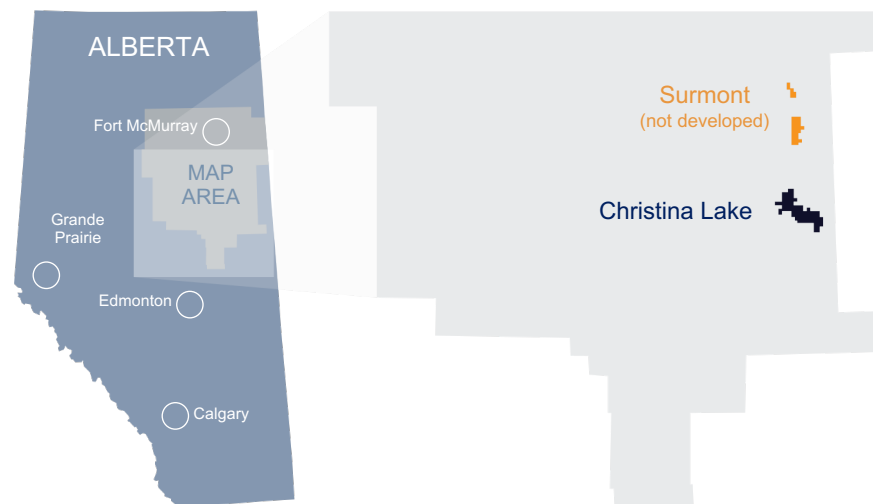 ALBERTA
Fort McMurray
MAP
AREA
Grande
Prairie
Edmonton
Calgary
Surmont
(not developed)
Christina Lake